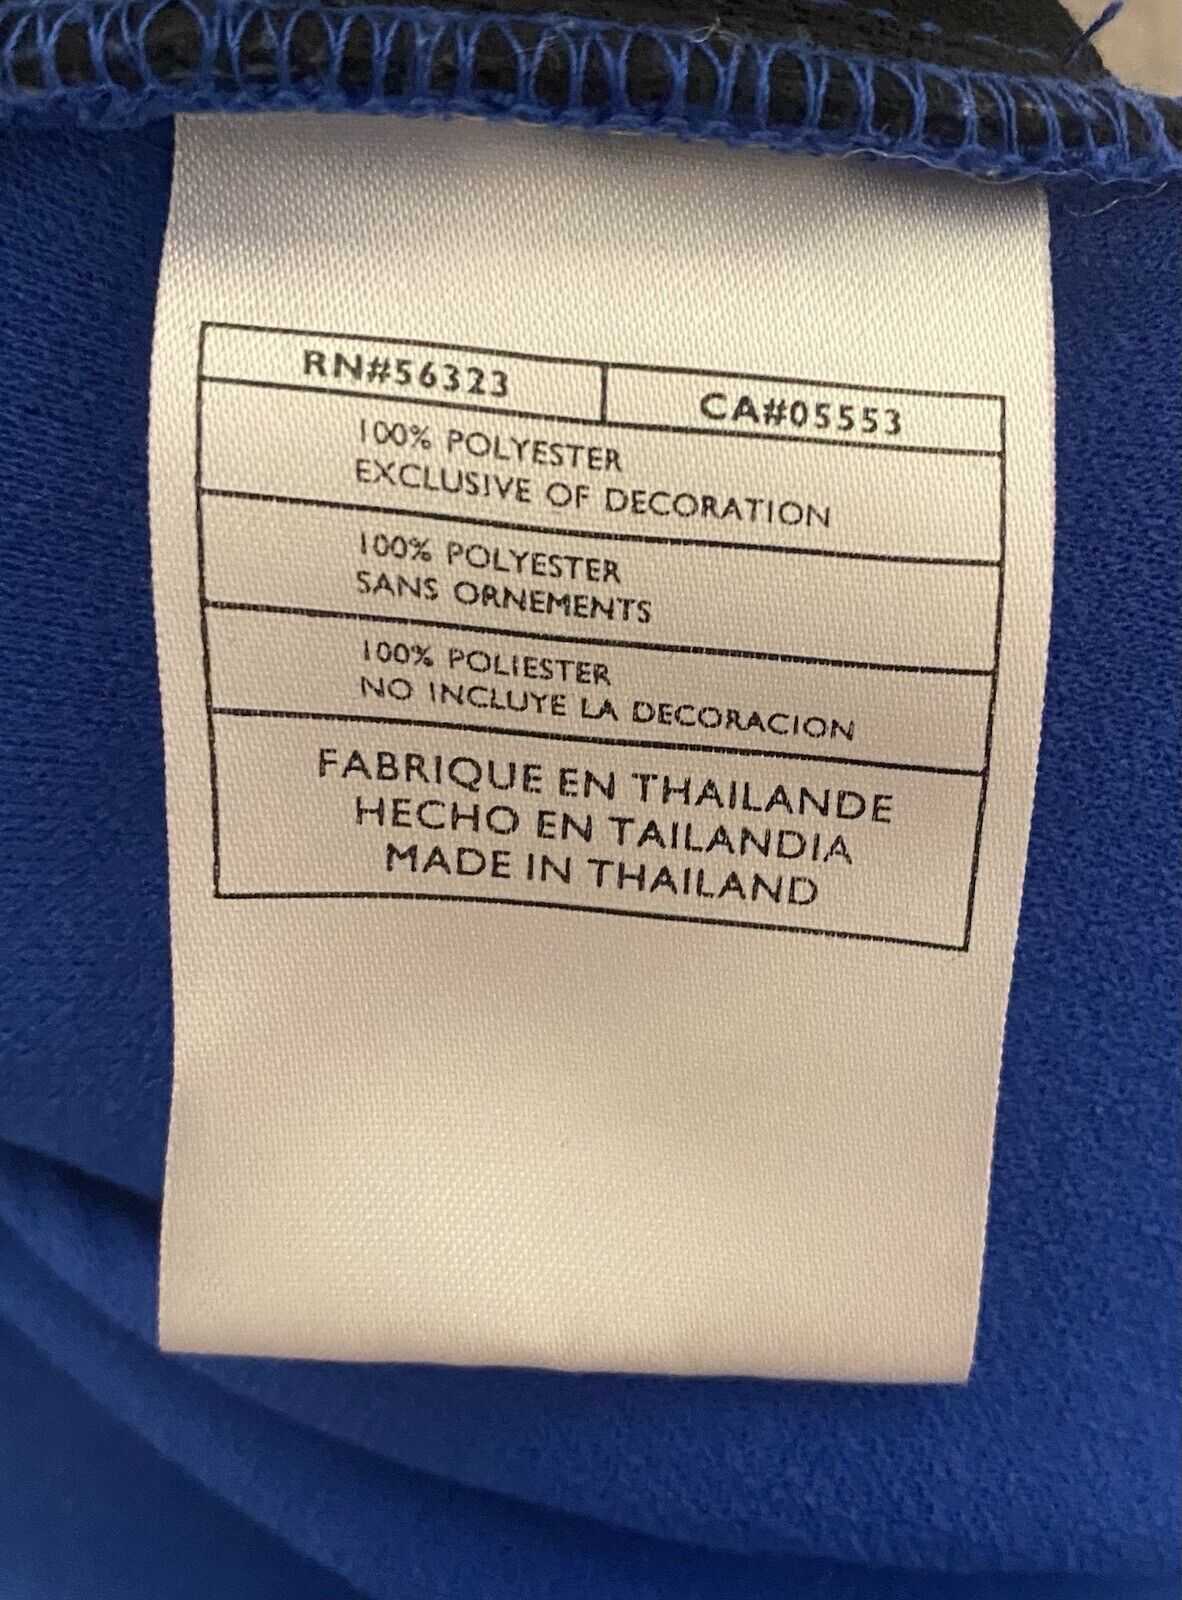 RN#56323 CA#05553
100% POLYESTER
EXCLUSIVE OF DECORATION
100% POLYESTER
SANS ORNEMENTS
100% POLIESTER
NO INCLUYE LA DECORACION
FABRIQUE EN THAILANDE
HECHO EN TAILANDIA
MADE IN THAILAND